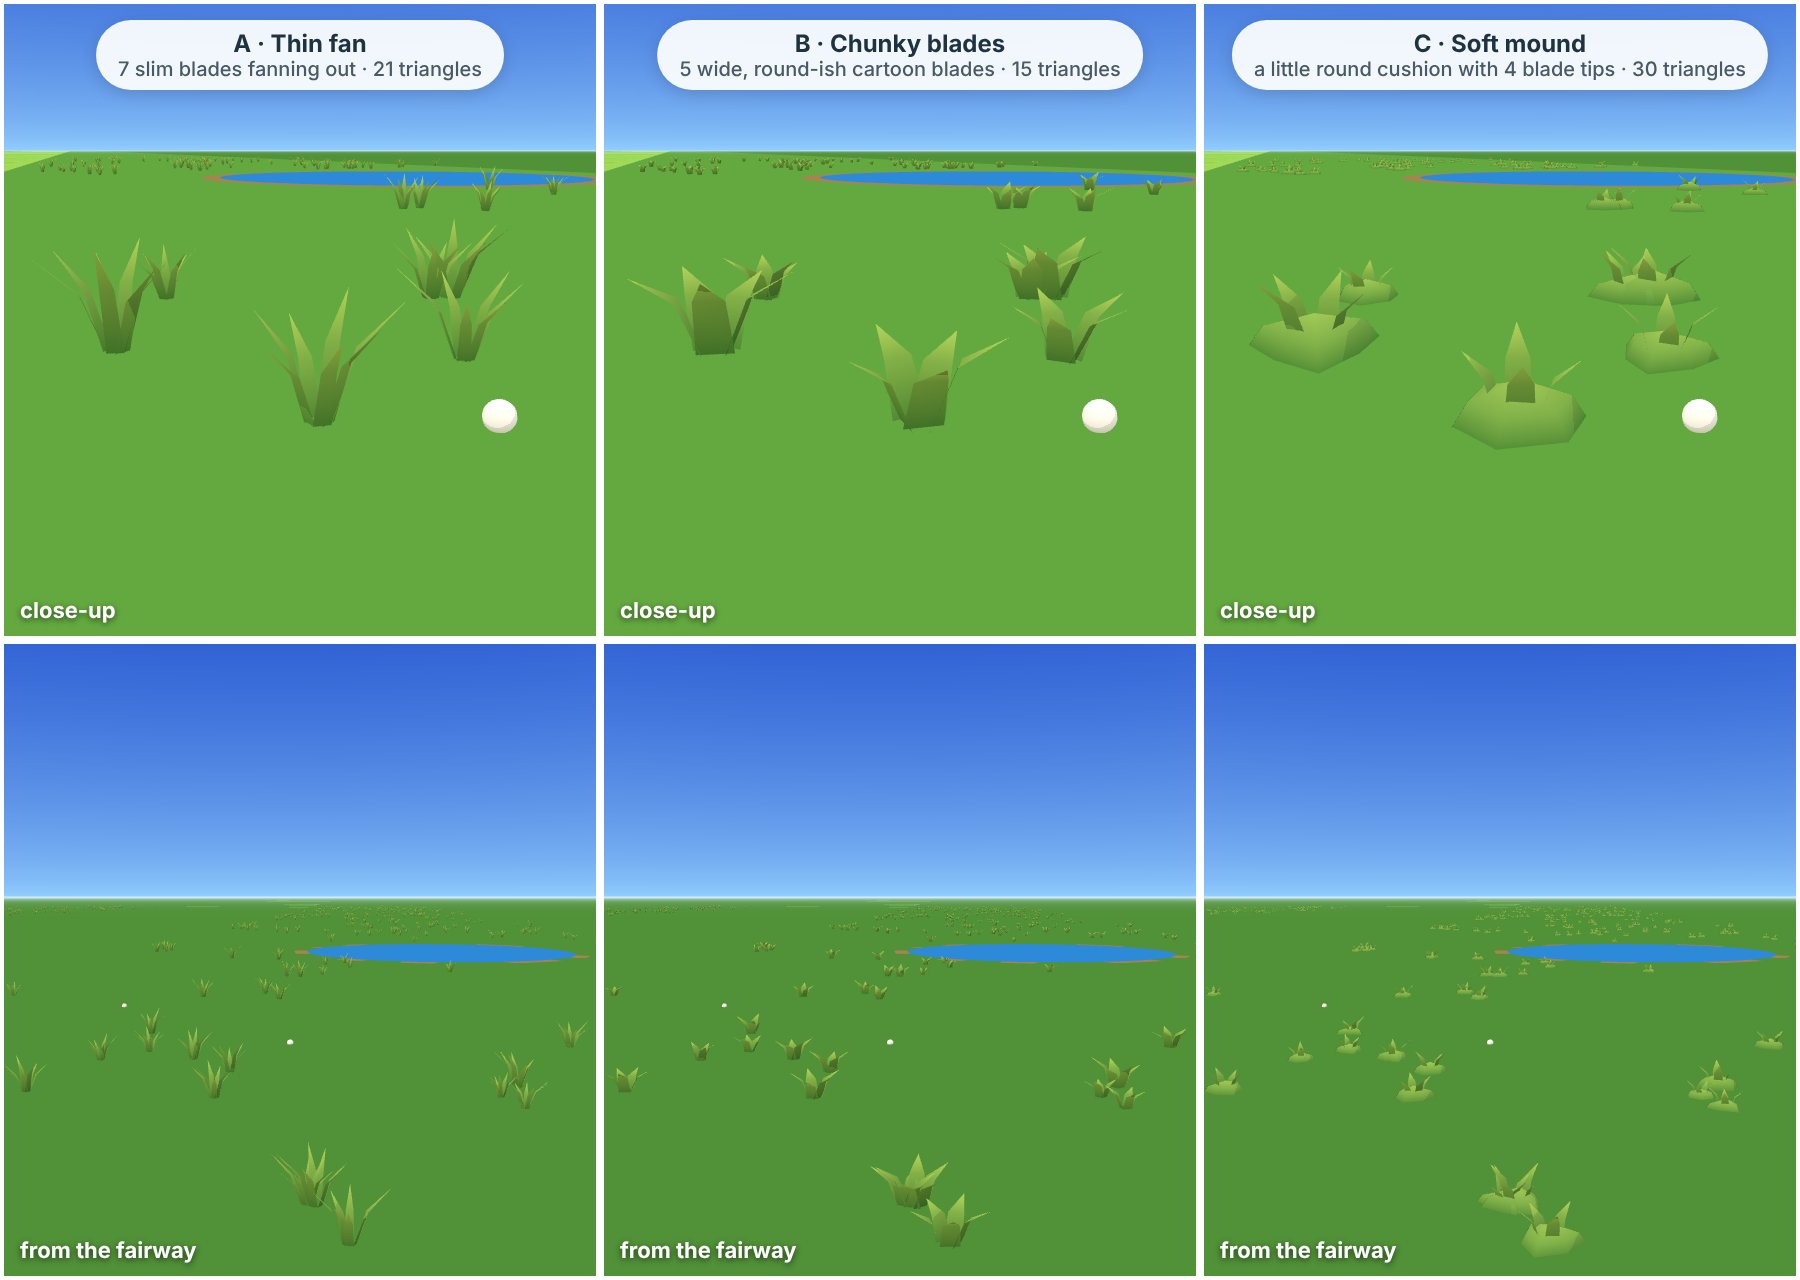 A · Thin fan
7 slim blades fanning out · 21 triangles
B · Chunky blades
5 wide, round-ish cartoon blades · 15 triangles
C · Soft mound
a little round cushion with 4 blade tips · 30 triangles
close-up
close-up
close-up
from the fairway
from the fairway
from the fairway